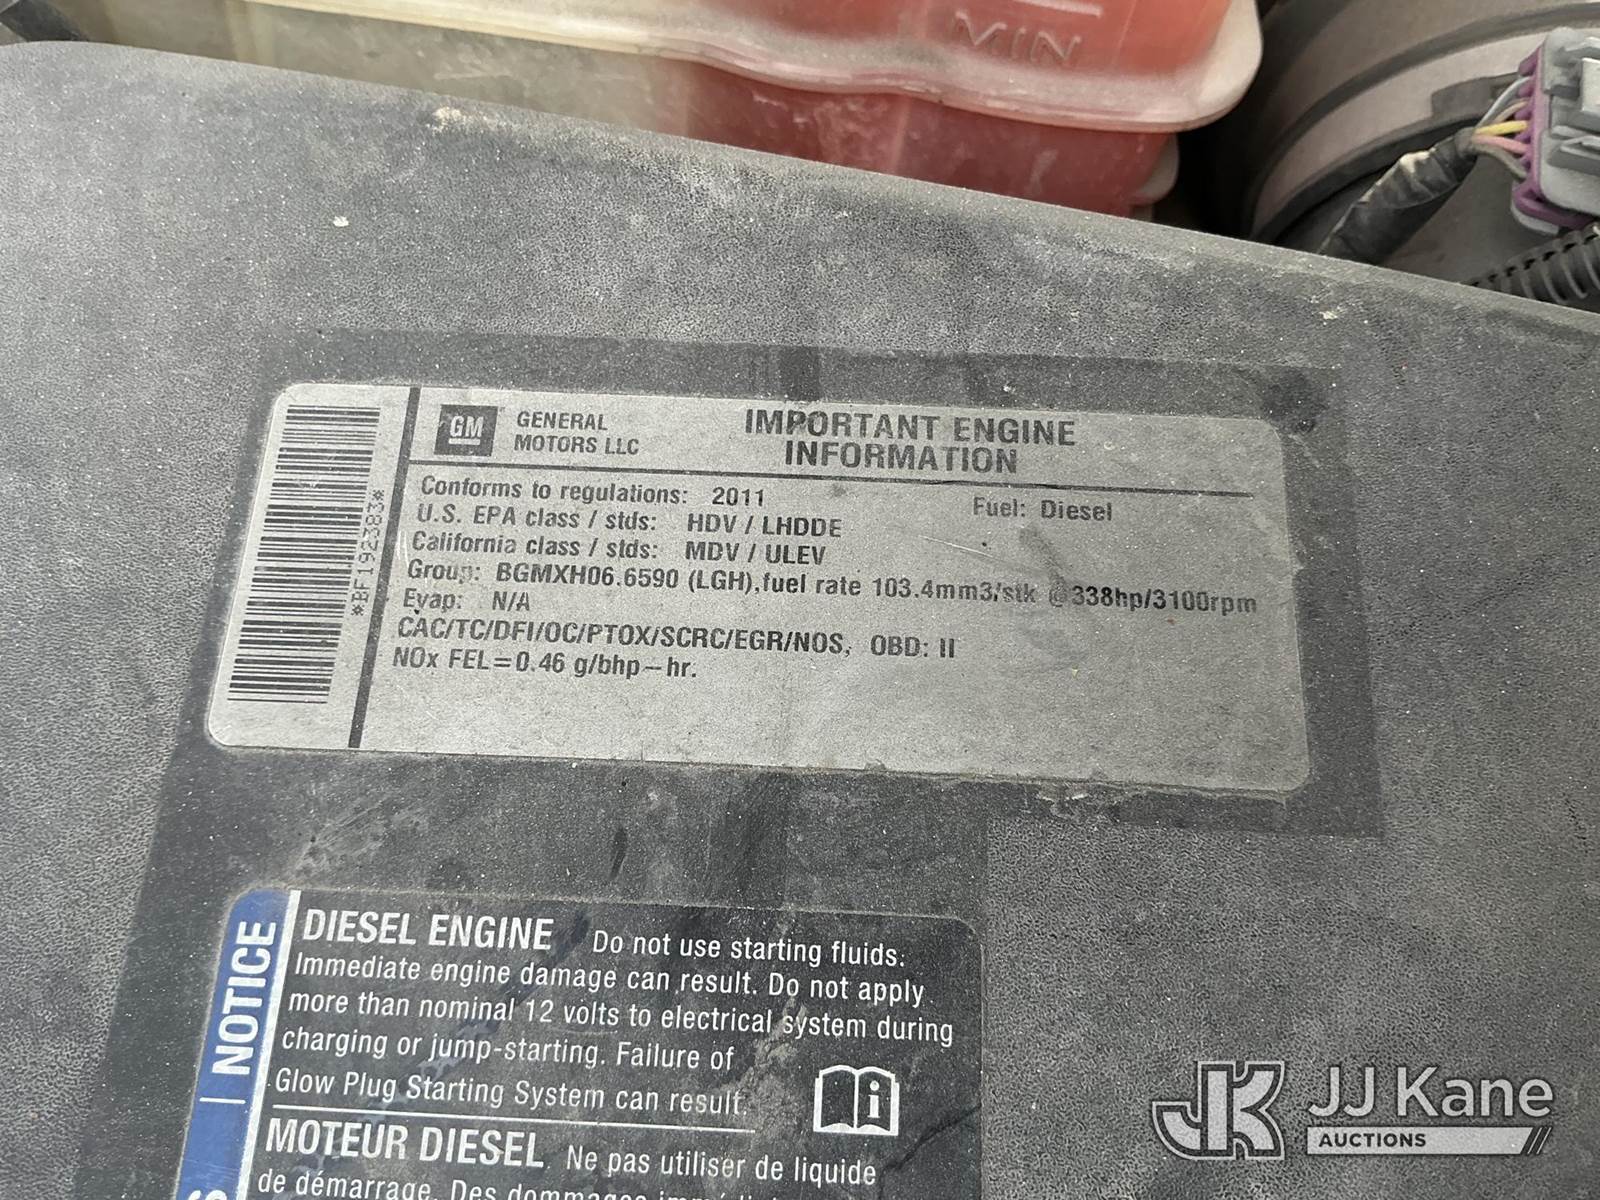 MIN
GM GENERAL MOTORS LLC
IMPORTANT ENGINE
INFORMATION
Conforms to regulations: 2011 Fuel: Diesel
U.S. EPA class / stds: HDV / LHDDE
California class / stds: MDV / ULEV
Group: BGMXH06.6590 (LGH),fuel rate 103.4mm3/stk @338hp/3100rpm
Evap: N/A
CAC/TC/DFI/OC/PTOX/SCRC/EGR/NOS, OBD: II
NOx FEL=0.46 g/bhp-hr.
*BF192383*
NOTICE
DIESEL ENGINE Do not use starting fluids.
Immediate engine damage can result. Do not apply
more than nominal 12 volts to electrical system during
charging or jump-starting. Failure of
Glow Plug Starting System can result.
MOTEUR DIESEL Ne pas utiliser de liquide
de démarrage. Des dommages
JK JJ Kane
AUCTIONS